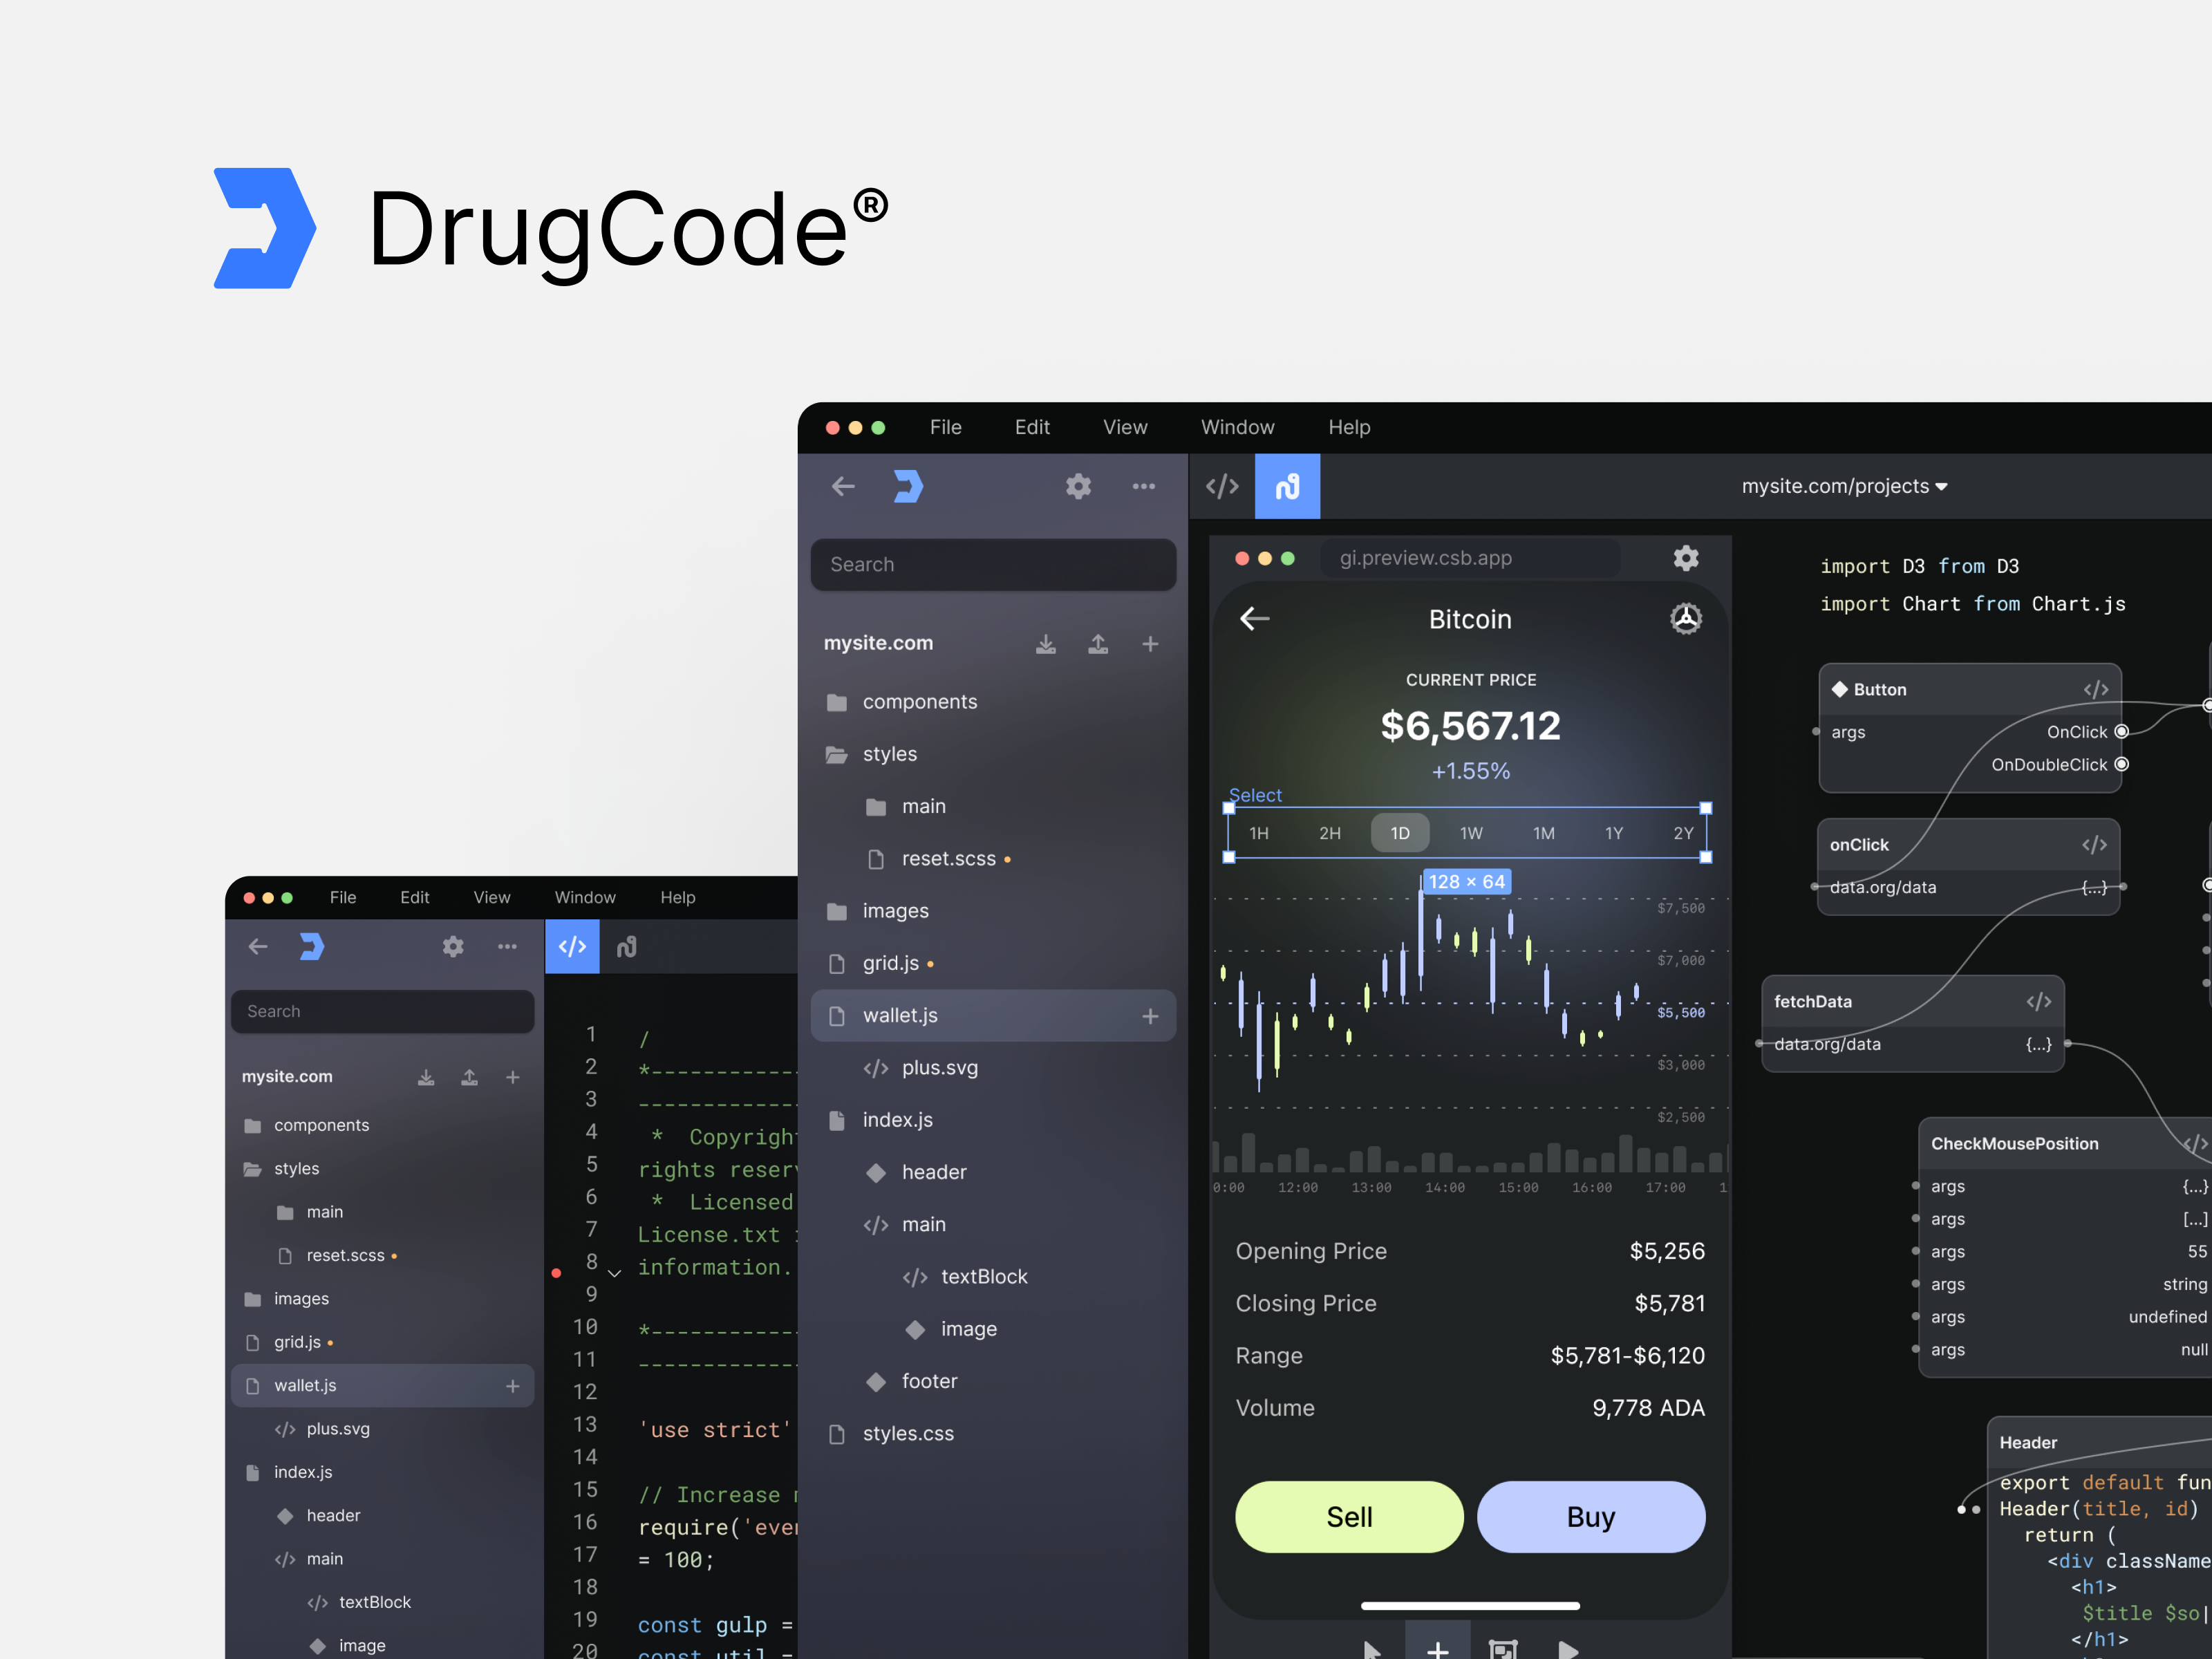 DrugCode®
File Edit View Window Help
mysite.com/projects
Search
mysite.com
components
styles
main
reset.scss
images
grid.js
wallet.js
plus.svg
index.js
header
main
textBlock
image
footer
styles.css
gi.preview.csb.app
Bitcoin
CURRENT PRICE
$6,567.12
+1.55%
Select
1H 2H 1D 1W 1M 1Y 2Y
128 × 64
$7,500
$7,000
$5,500
$3,000
$2,500
0:00 12:00 13:00 14:00 15:00 16:00 17:00 1
Opening Price $5,256
Closing Price $5,781
Range $5,781-$6,120
Volume 9,778 ADA
Sell Buy
import D3 from D3
import Chart from Chart.js
Button
args OnClick
OnDoubleClick
onClick
data.org/data {...}
fetchData
data.org/data {...}
CheckMousePosition
args {...}
args [...]
args 55
args string
args undefined
args null
Header
export default fun
Header(title, id)
return (
<div className
<h1>
$title $so|
</h1>
File Edit View Window Help
Search
mysite.com
components
styles
main
reset.scss
images
grid.js
wallet.js
plus.svg
index.js
header
main
textBlock
image
1 /
2 *------------
3 -------------
4 * Copyright
5 rights reserv
6 * Licensed
7 License.txt
8 information.
9
10 *------------
11 -------------
12
13 'use strict'
14
15 // Increase
16 require('even
17 = 100;
18
19 const gulp =
20 const util =